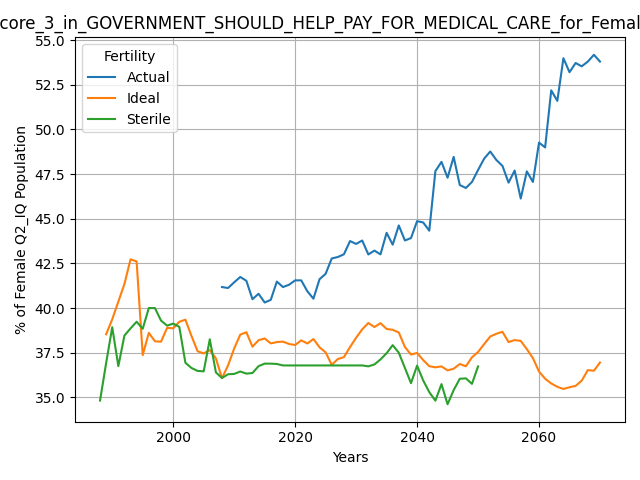 core_3_in_GOVERNMENT_SHOULD_HELP_PAY_FOR_MEDICAL_CARE_for_Femal
55.0
52.5
50.0
47.5
45.0
42.5
40.0
37.5
35.0
% of Female Q2_IQ Population
Fertility
Actual
Ideal
Sterile
2000
2020
2040
2060
Years